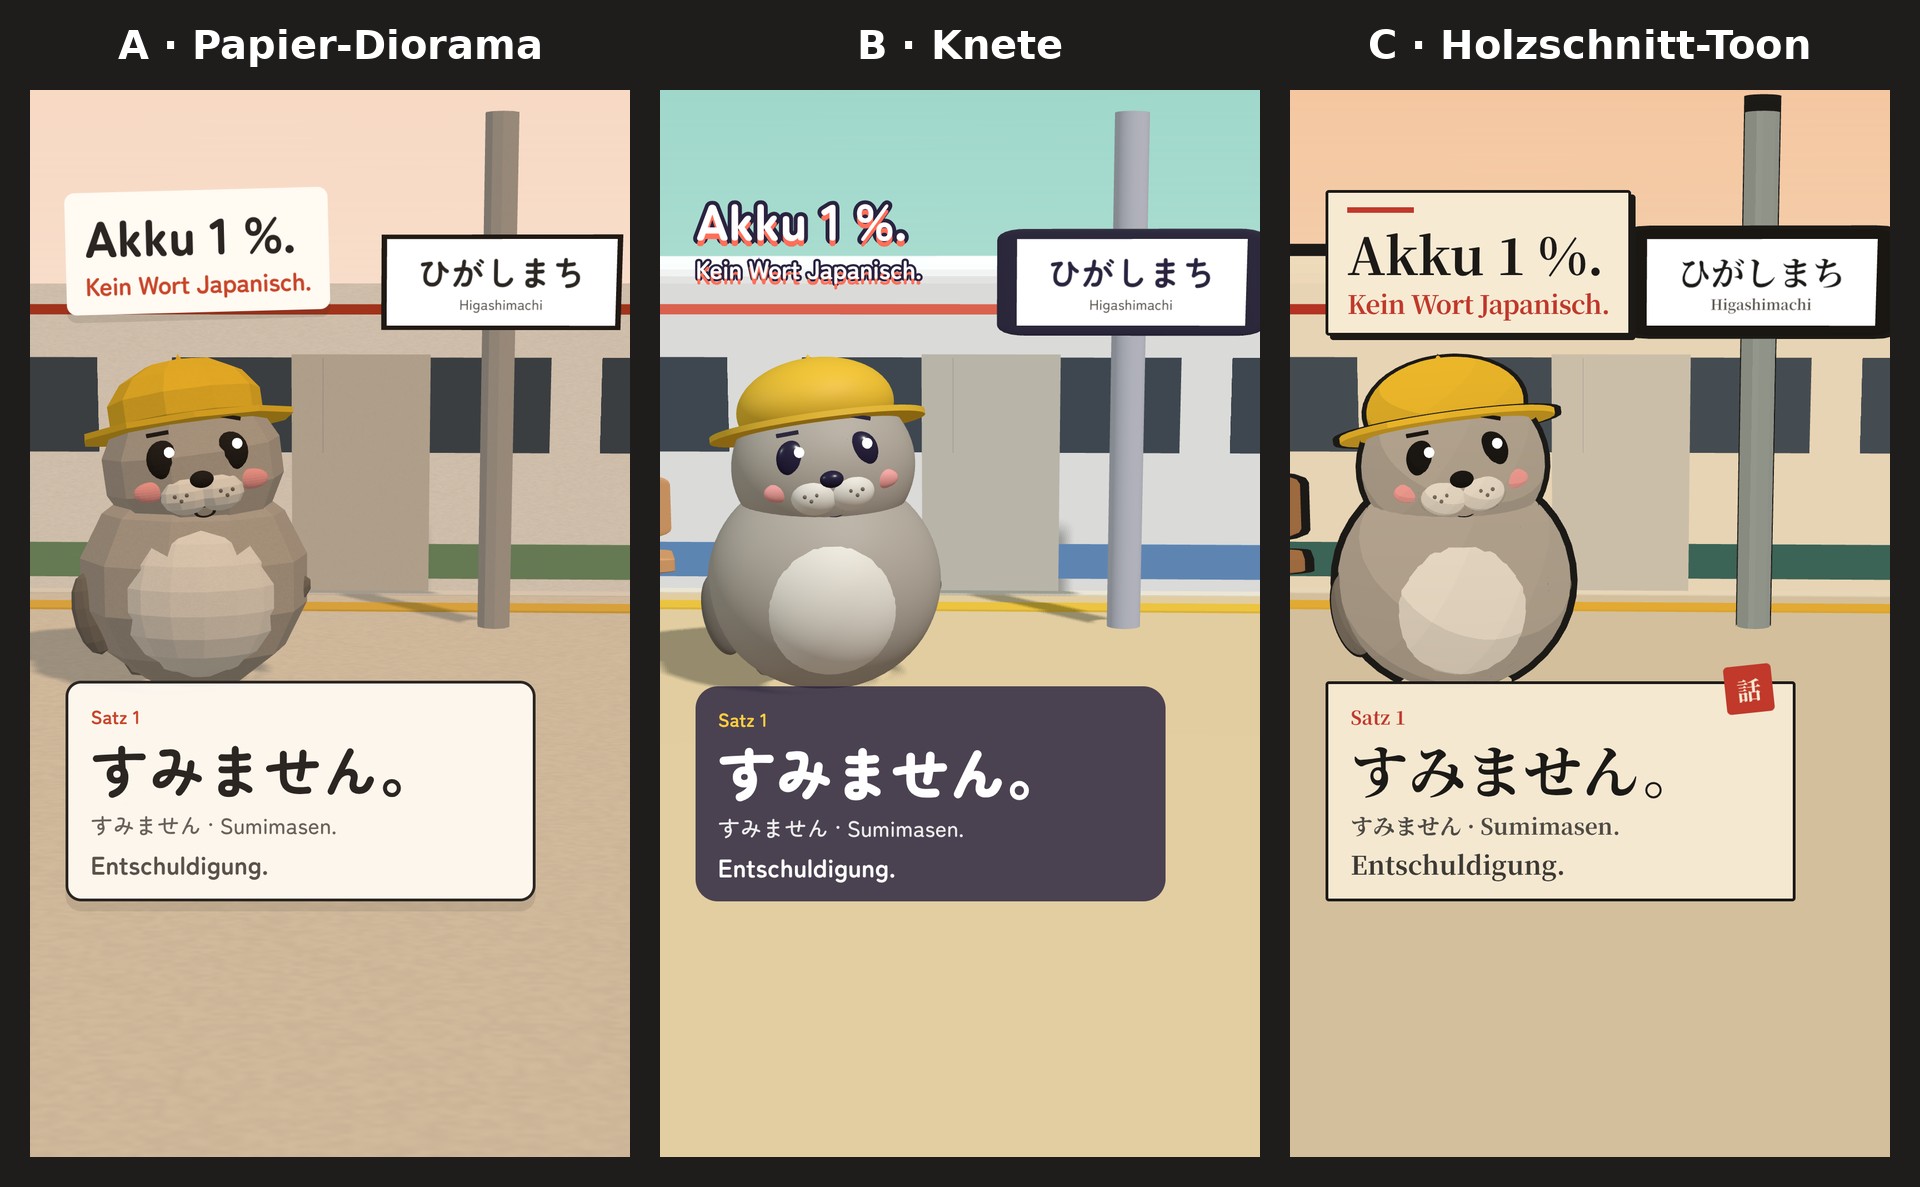 A · Papier-Diorama
Akku 1 %.
Kein Wort Japanisch.
ひがしまち
Higashimachi
Satz 1
すみません。
すみません · Sumimasen.
Entschuldigung.
B · Knete
Akku 1 %.
Kein Wort Japanisch.
ひがしまち
Higashimachi
Satz 1
すみません。
すみません · Sumimasen.
Entschuldigung.
C · Holzschnitt-Toon
Akku 1 %.
Kein Wort Japanisch.
ひがしまち
Higashimachi
話
Satz 1
すみません。
すみません · Sumimasen.
Entschuldigung.